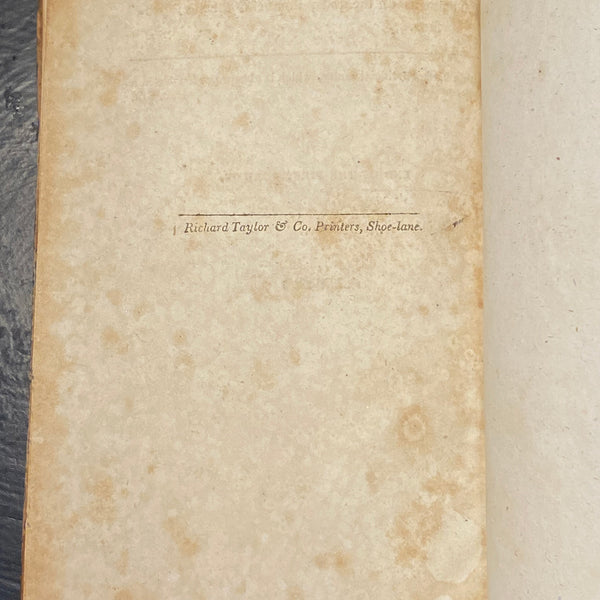 Richard Taylor & Co. Printers, Shoe-lane.